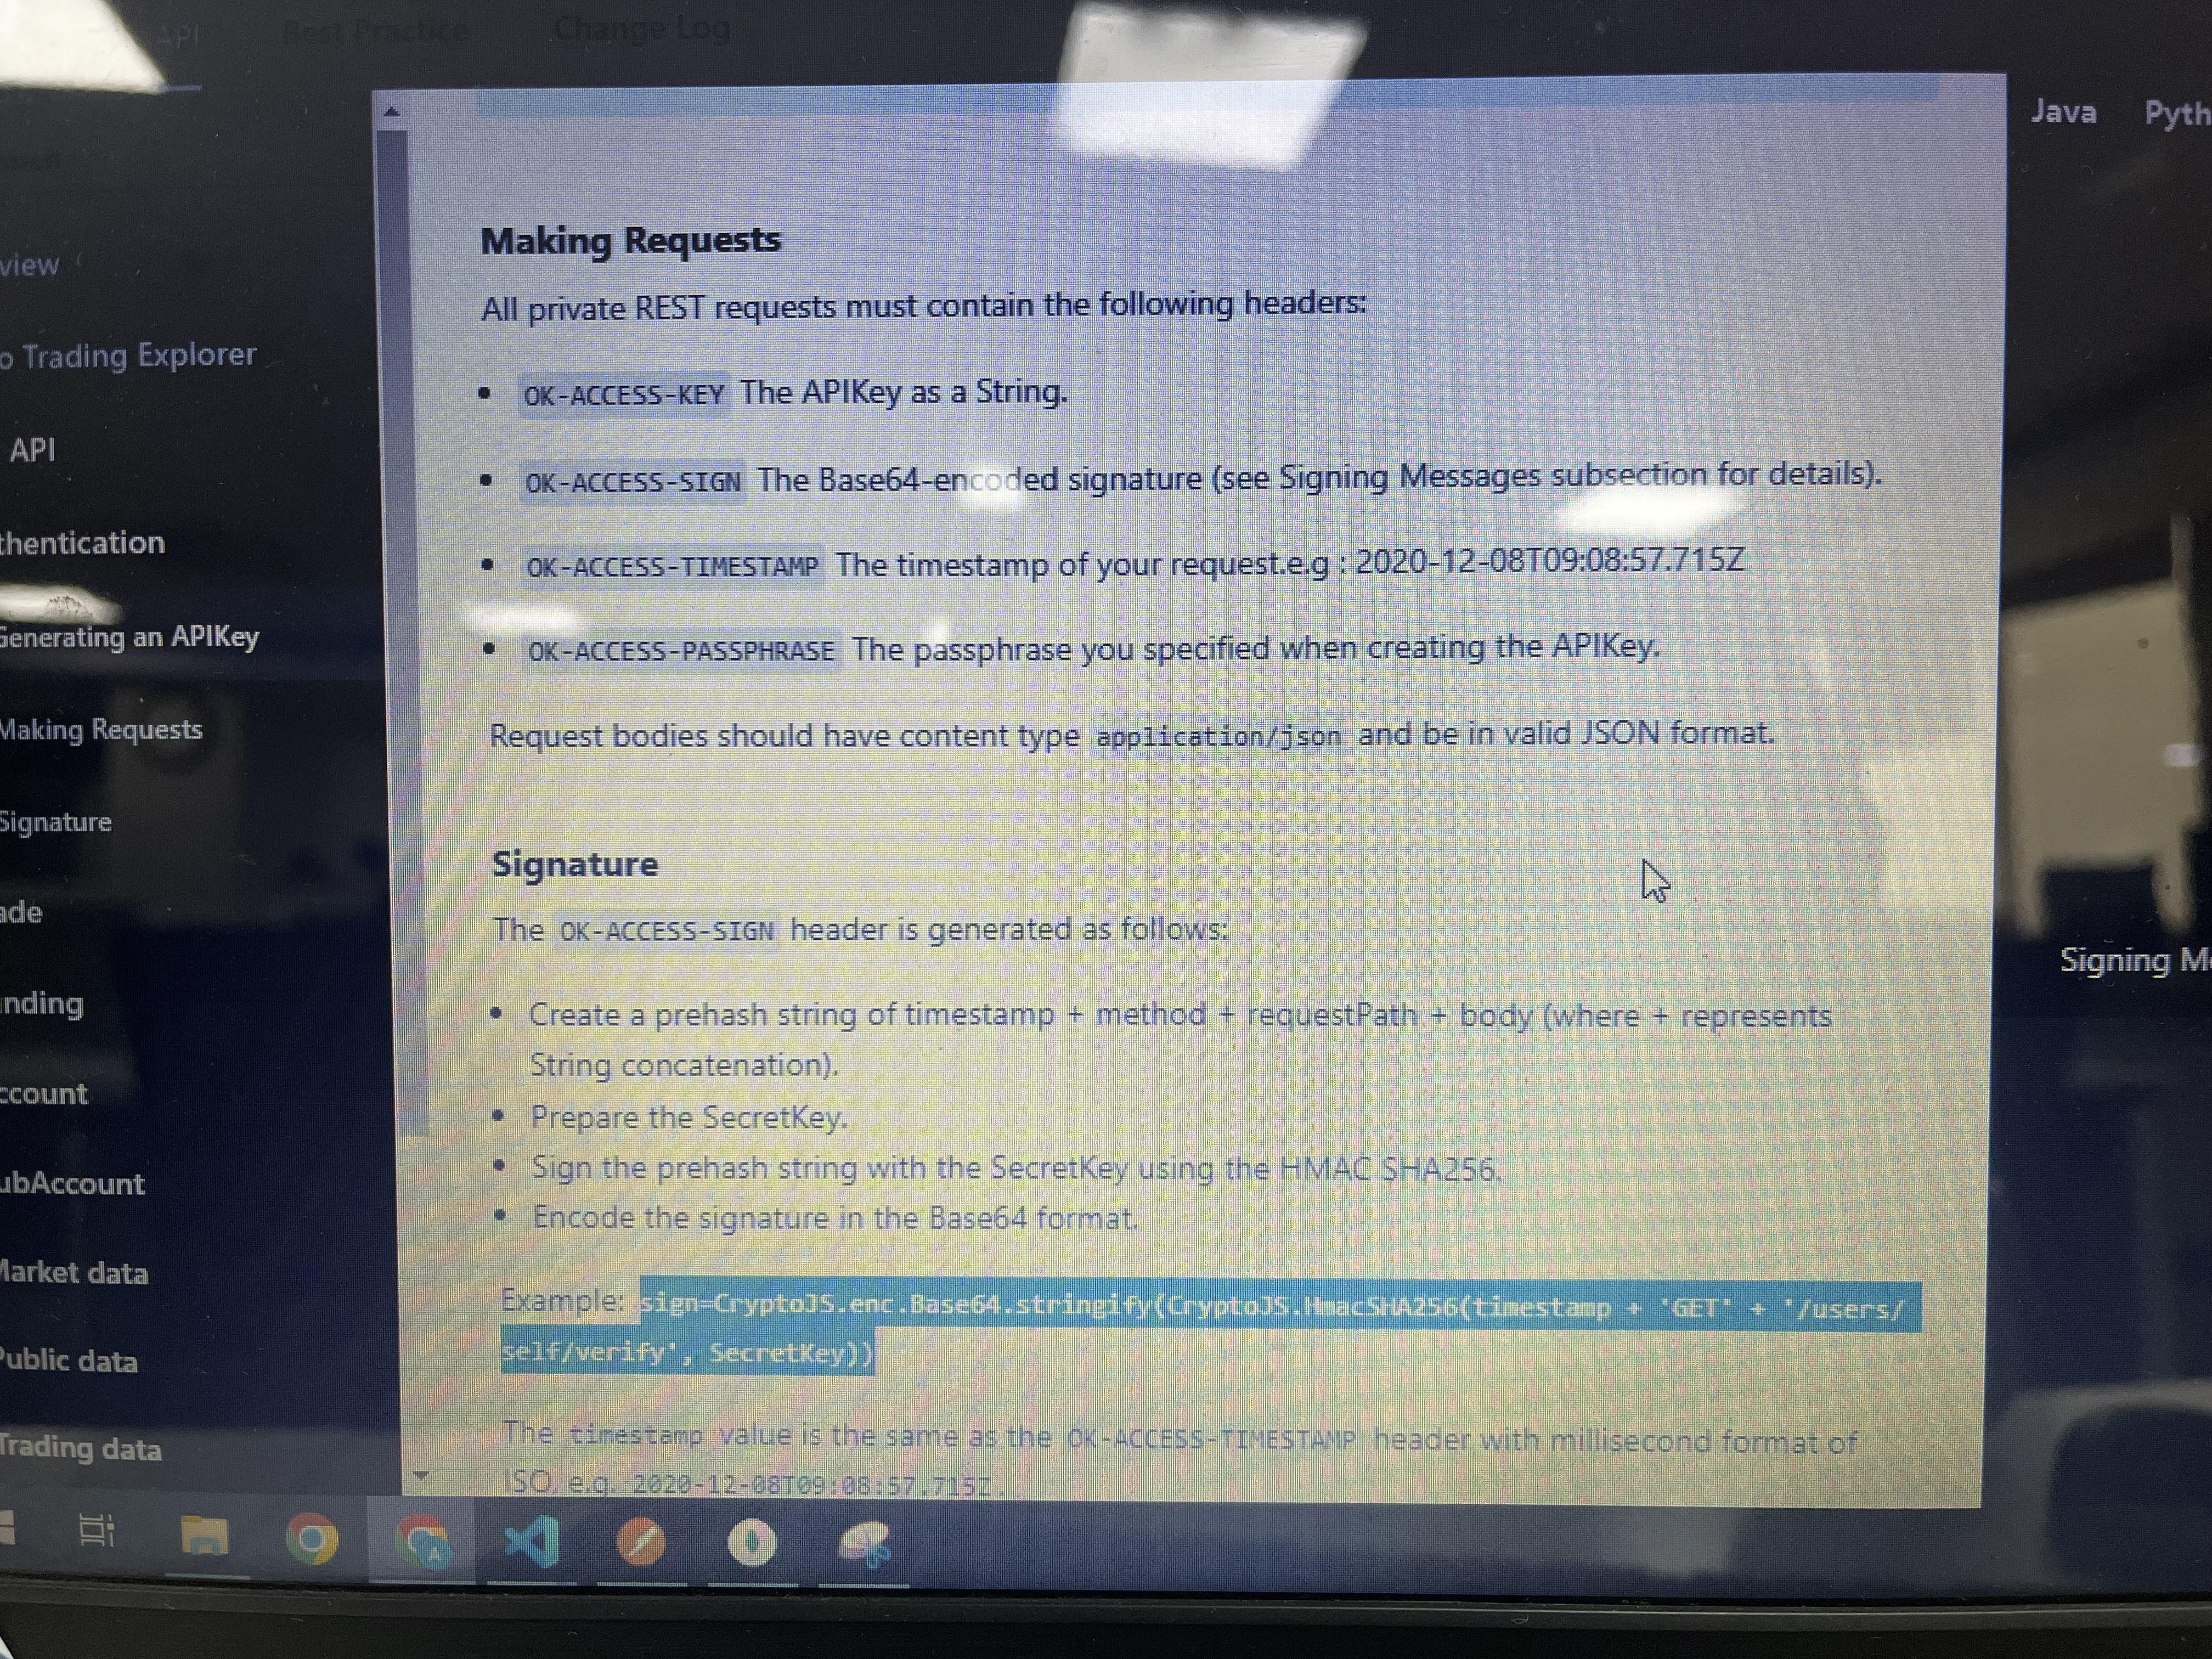 API Best Practice Change Log
Java Pyth
view
o Trading Explorer
API
thentication
Generating an APIKey
Making Requests
Signature
ade
nding
ccount
ubAccount
Market data
Public data
Trading data
Making Requests
All private REST requests must contain the following headers:
• OK-ACCESS-KEY The APIKey as a String.
• OK-ACCESS-SIGN The Base64-encoded signature (see Signing Messages subsection for details).
• OK-ACCESS-TIMESTAMP The timestamp of your request.e.g : 2020-12-08T09:08:57.715Z
• OK-ACCESS-PASSPHRASE The passphrase you specified when creating the APIKey.
Request bodies should have content type application/json and be in valid JSON format.
Signature
The OK-ACCESS-SIGN header is generated as follows:
• Create a prehash string of timestamp + method + requestPath + body (where + represents
String concatenation).
• Prepare the SecretKey.
• Sign the prehash string with the SecretKey using the HMAC SHA256.
• Encode the signature in the Base64 format.
Example: sign=CryptoJS.enc.Base64.stringify(CryptoJS.HmacSHA256(timestamp + 'GET' + '/users/
self/verify', SecretKey))
The timestamp value is the same as the OK-ACCESS-TIMESTAMP header with millisecond format of
ISO, e.g. 2020-12-08T09:08:57.715Z.
Signing M
A